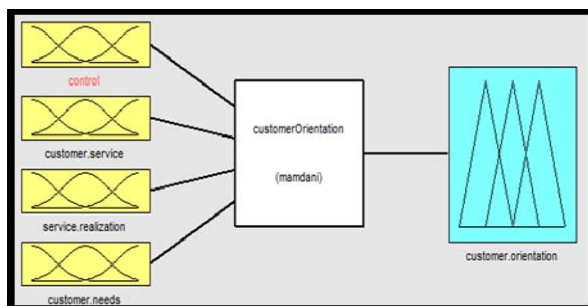 control
customer.service
service.realization
customer.needs
customerOrientation
(mamdani)
customer.orientation